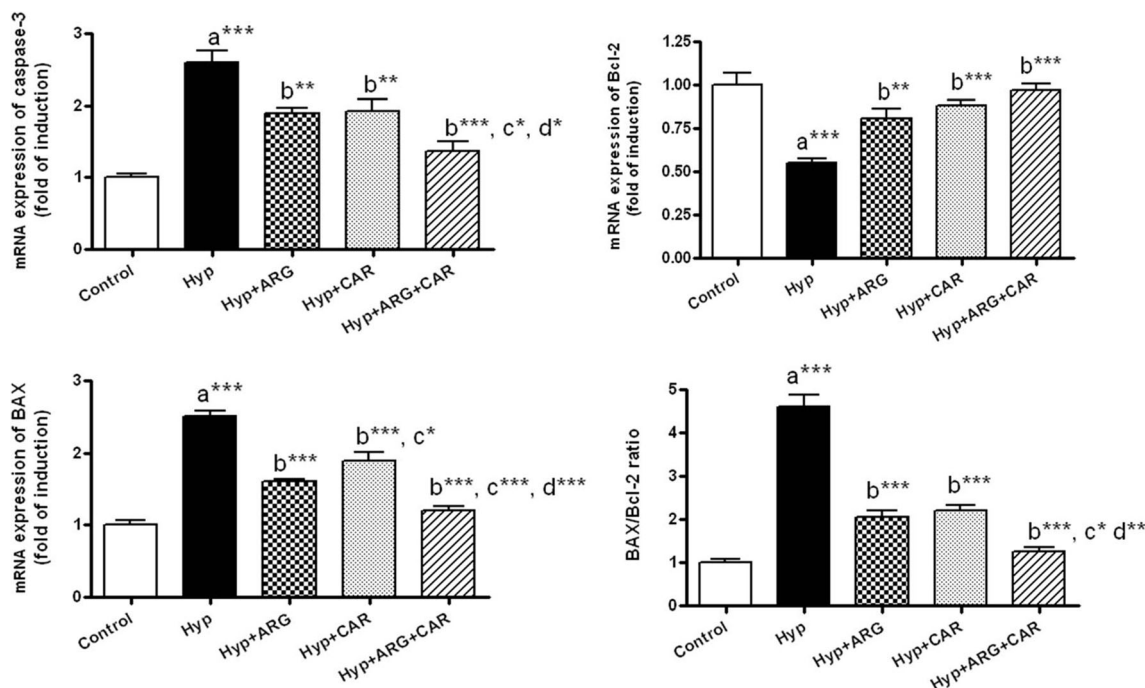 mRNA expression of caspase-3
(fold of induction)
3
2
1
0
a***
b**
b**
b***, c*, d*
Control
Hyp
Hyp+ARG
Hyp+CAR
Hyp+ARG+CAR
mRNA expression of Bcl-2
(fold of induction)
1.25
1.00
0.75
0.50
0.25
0.00
a***
b**
b***
b***
Control
Hyp
Hyp+ARG
Hyp+CAR
Hyp+ARG+CAR
mRNA expression of BAX
(fold of induction)
3
2
1
0
a***
b***
b***, c*
b***, c***, d***
Control
Hyp
Hyp+ARG
Hyp+CAR
Hyp+ARG+CAR
BAX/Bcl-2 ratio
5
4
3
2
1
0
a***
b***
b***
b***, c* d**
Control
Hyp
Hyp+ARG
Hyp+CAR
Hyp+ARG+CAR